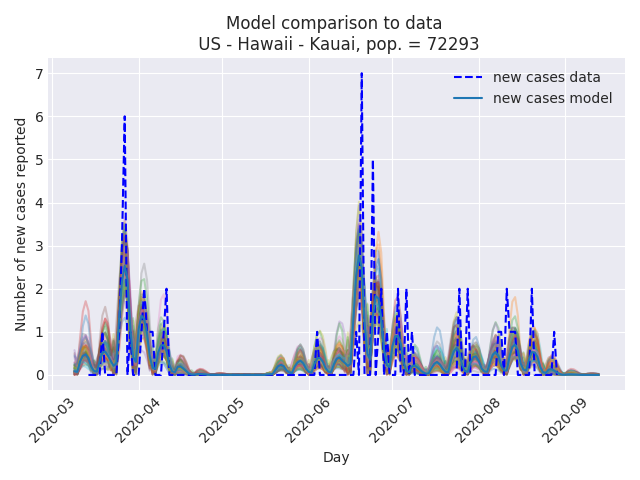 Model comparison to data
US - Hawaii - Kauai, pop. = 72293
new cases data
new cases model
Number of new cases reported
7
6
5
4
3
2
1
0
2020-03
2020-04
2020-05
2020-06
2020-07
2020-08
2020-09
Day